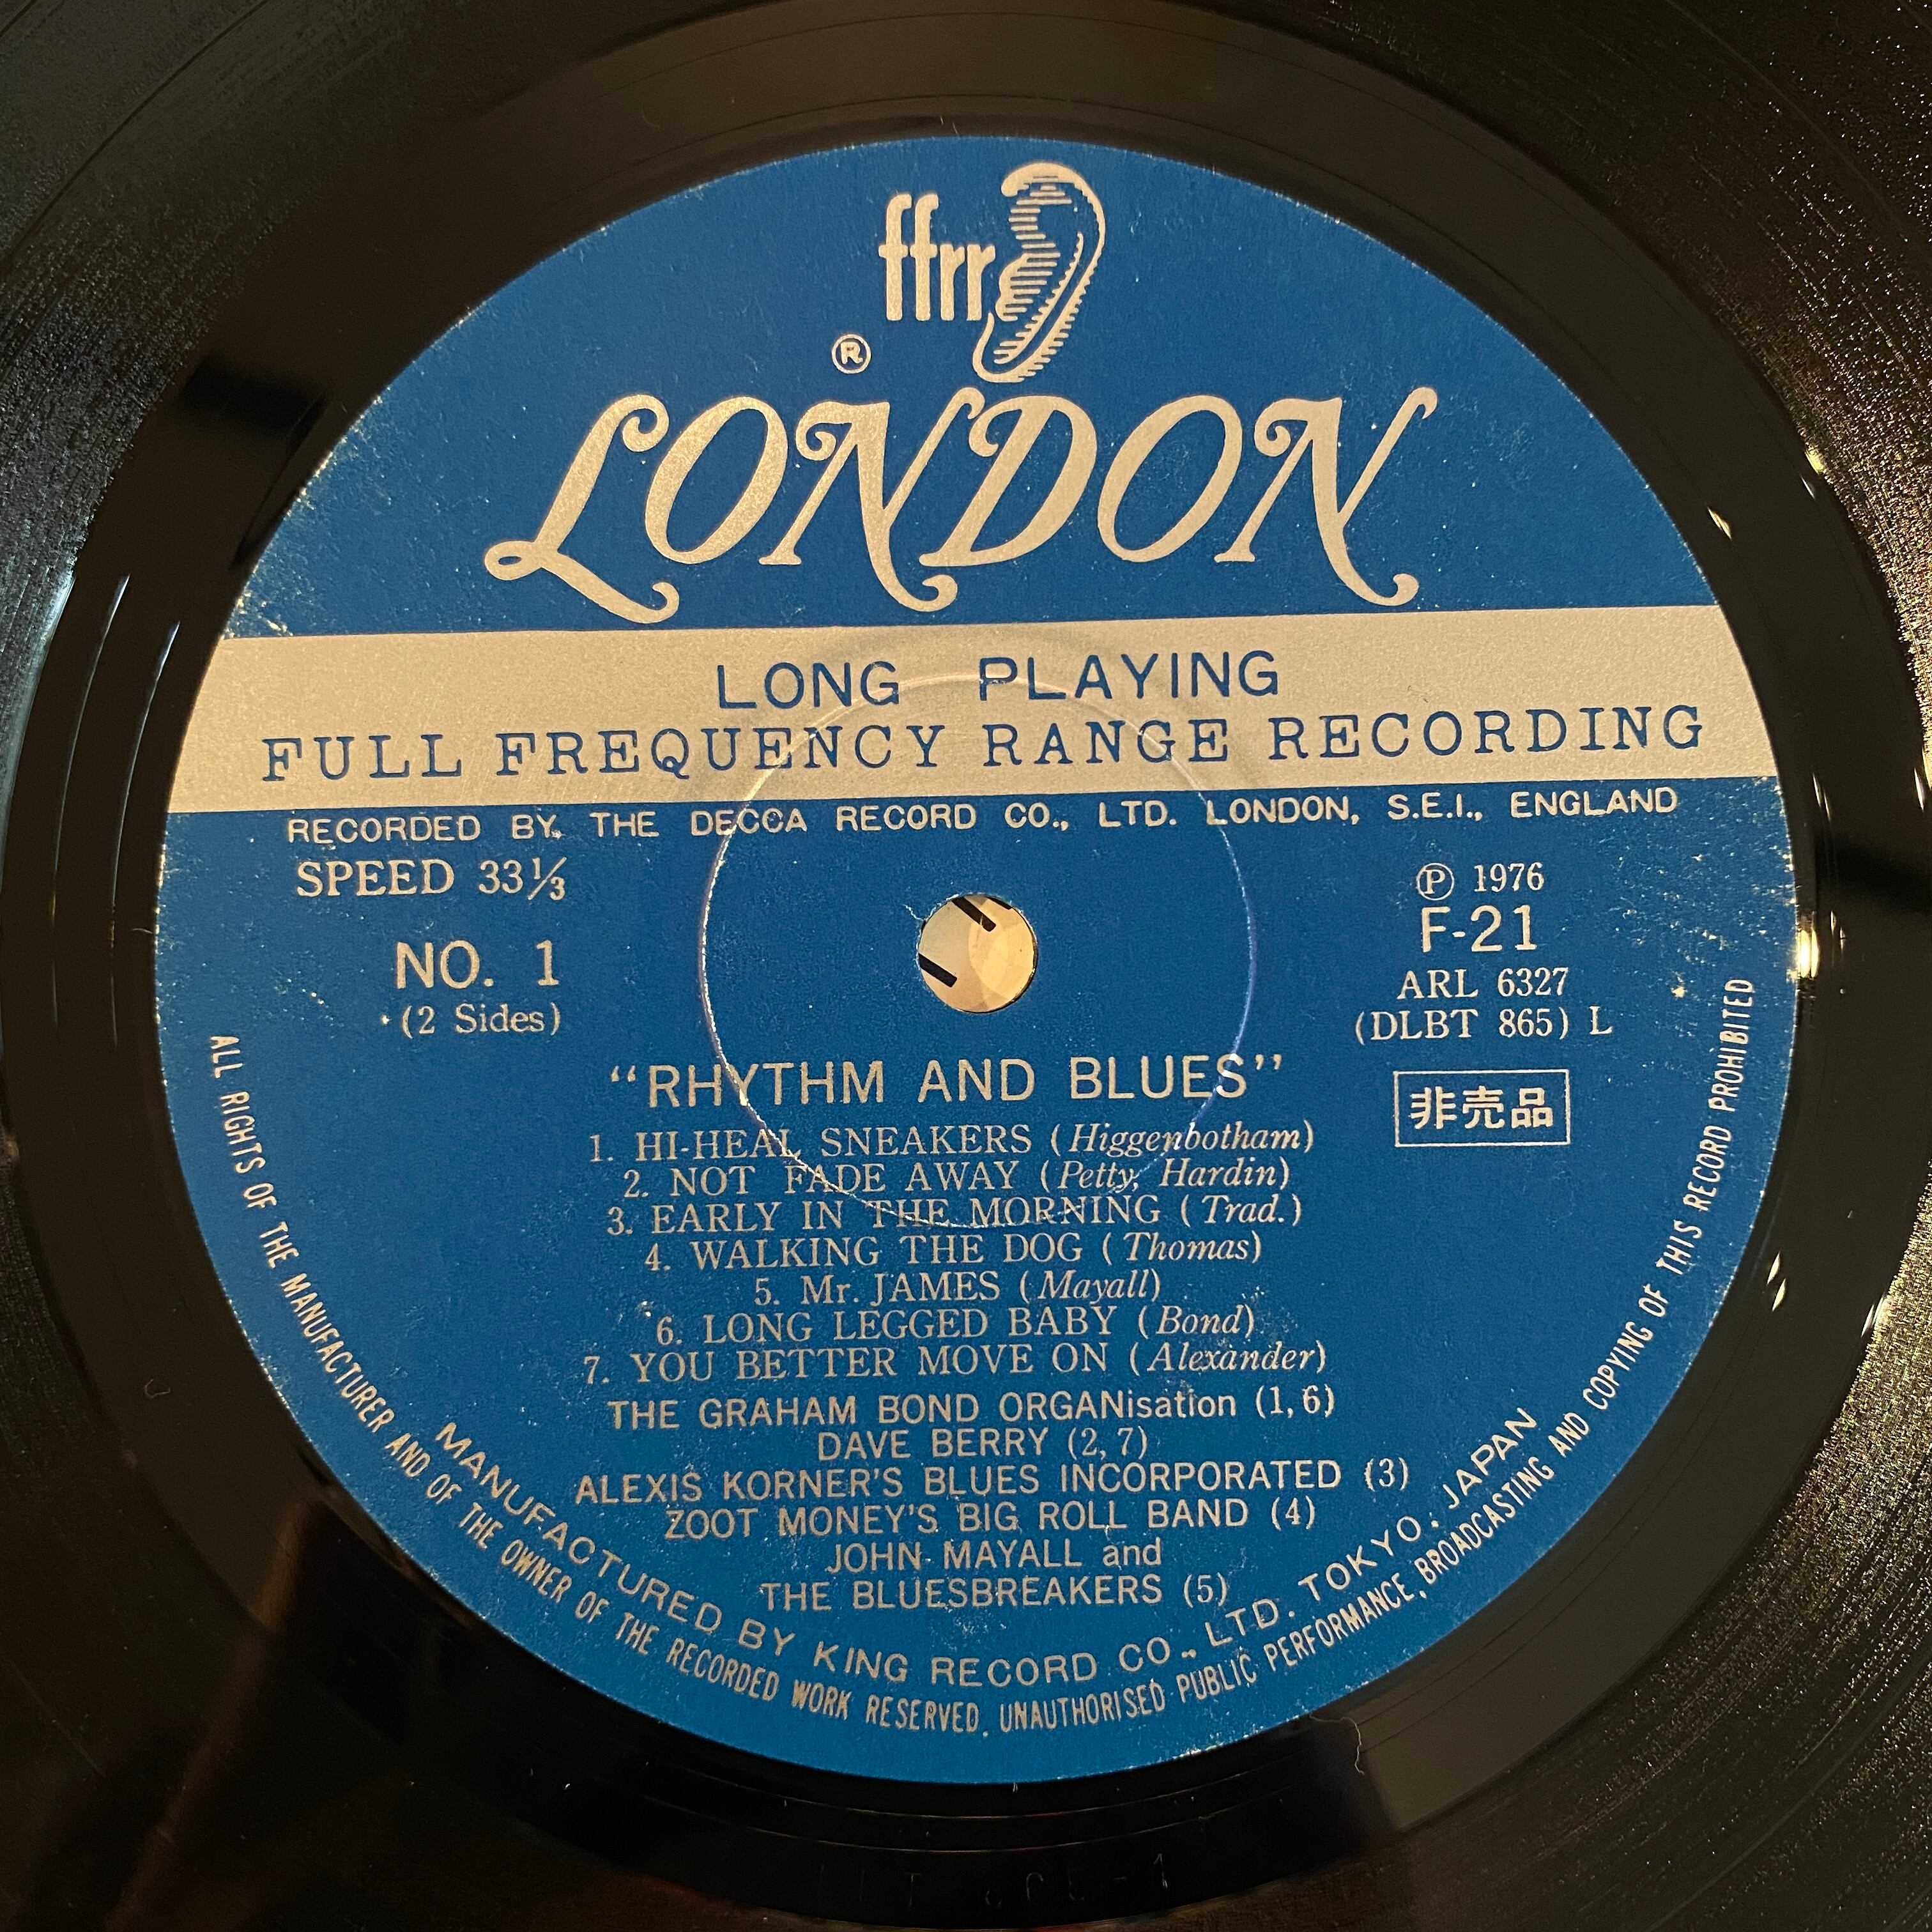 ffrr
®
LONDON
LONG PLAYING
FULL FREQUENCY RANGE RECORDING
RECORDED BY, THE DECCA RECORD CO., LTD. LONDON, S.E.I., ENGLAND
SPEED 33⅓
NO. 1
(2 Sides)
℗ 1976
F-21
ARL 6327
(DLBT 865) L
非売品
“RHYTHM AND BLUES”
1. HI-HEAL SNEAKERS (Higgenbotham)
2. NOT FADE AWAY (Petty, Hardin)
3. EARLY IN THE MORNING (Trad.)
4. WALKING THE DOG (Thomas)
5. Mr. JAMES (Mayall)
6. LONG LEGGED BABY (Bond)
7. YOU BETTER MOVE ON (Alexander)
THE GRAHAM BOND ORGANisation (1, 6)
DAVE BERRY (2, 7)
ALEXIS KORNER'S BLUES INCORPORATED (3)
ZOOT MONEY'S BIG ROLL BAND (4)
JOHN MAYALL and
THE BLUESBREAKERS (5)
MANUFACTURED BY KING RECORD CO., LTD. TOKYO. JAPAN
ALL RIGHTS OF THE MANUFACTURER AND OF THE OWNER OF THE RECORDED WORK RESERVED. UNAUTHORISED PUBLIC PERFORMANCE, BROADCASTING AND COPYING OF THIS RECORD PROHIBITED